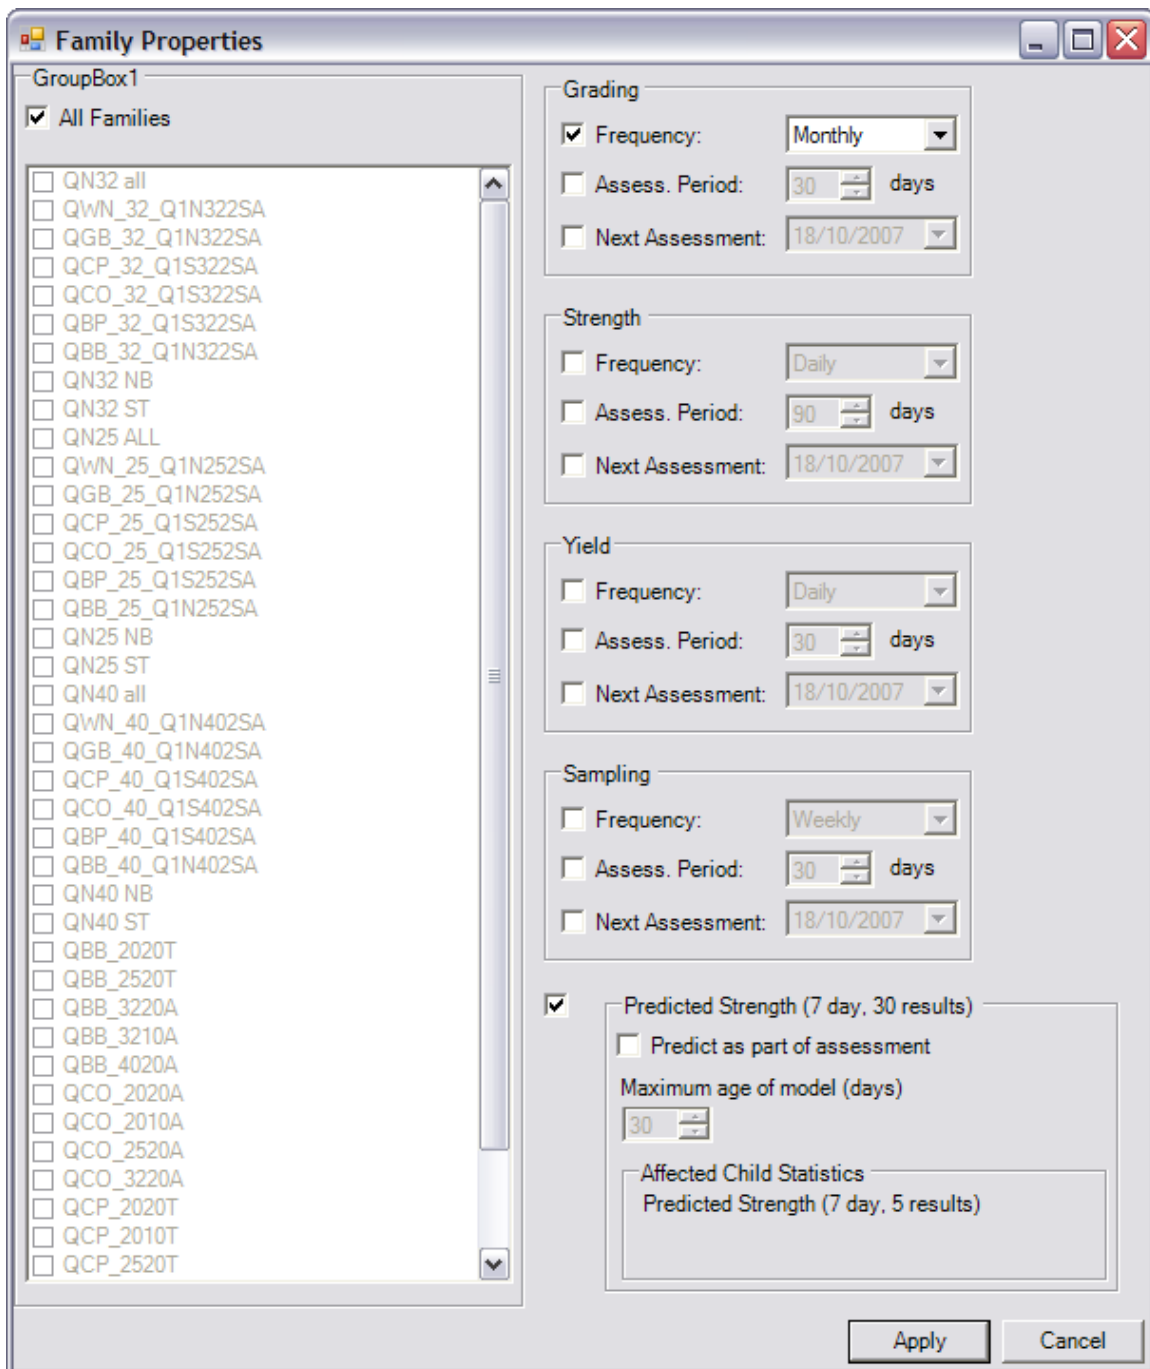 Family Properties
GroupBox1
All Families
QN32 all
QWN_32_Q1N322SA
QGB_32_Q1N322SA
QCP_32_Q1S322SA
QCO_32_Q1S322SA
QBP_32_Q1S322SA
QBB_32_Q1N322SA
QN32 NB
QN32 ST
QN25 ALL
QWN_25_Q1N252SA
QGB_25_Q1N252SA
QCP_25_Q1S252SA
QCO_25_Q1S252SA
QBP_25_Q1S252SA
QBB_25_Q1N252SA
QN25 NB
QN25 ST
QN40 all
QWN_40_Q1N402SA
QGB_40_Q1N402SA
QCP_40_Q1S402SA
QCO_40_Q1S402SA
QBP_40_Q1S402SA
QBB_40_Q1N402SA
QN40 NB
QN40 ST
QBB_2020T
QBB_2520T
QBB_3220A
QBB_3210A
QBB_4020A
QCO_2020A
QCO_2010A
QCO_2520A
QCO_3220A
QCP_2020T
QCP_2010T
QCP_2520T
Grading
Frequency: Monthly
Assess. Period: 30 days
Next Assessment: 18/10/2007
Strength
Frequency: Daily
Assess. Period: 90 days
Next Assessment: 18/10/2007
Yield
Frequency: Daily
Assess. Period: 30 days
Next Assessment: 18/10/2007
Sampling
Frequency: Weekly
Assess. Period: 30 days
Next Assessment: 18/10/2007
Predicted Strength (7 day, 30 results)
Predict as part of assessment
Maximum age of model (days)
30
Affected Child Statistics
Predicted Strength (7 day, 5 results)
Apply Cancel